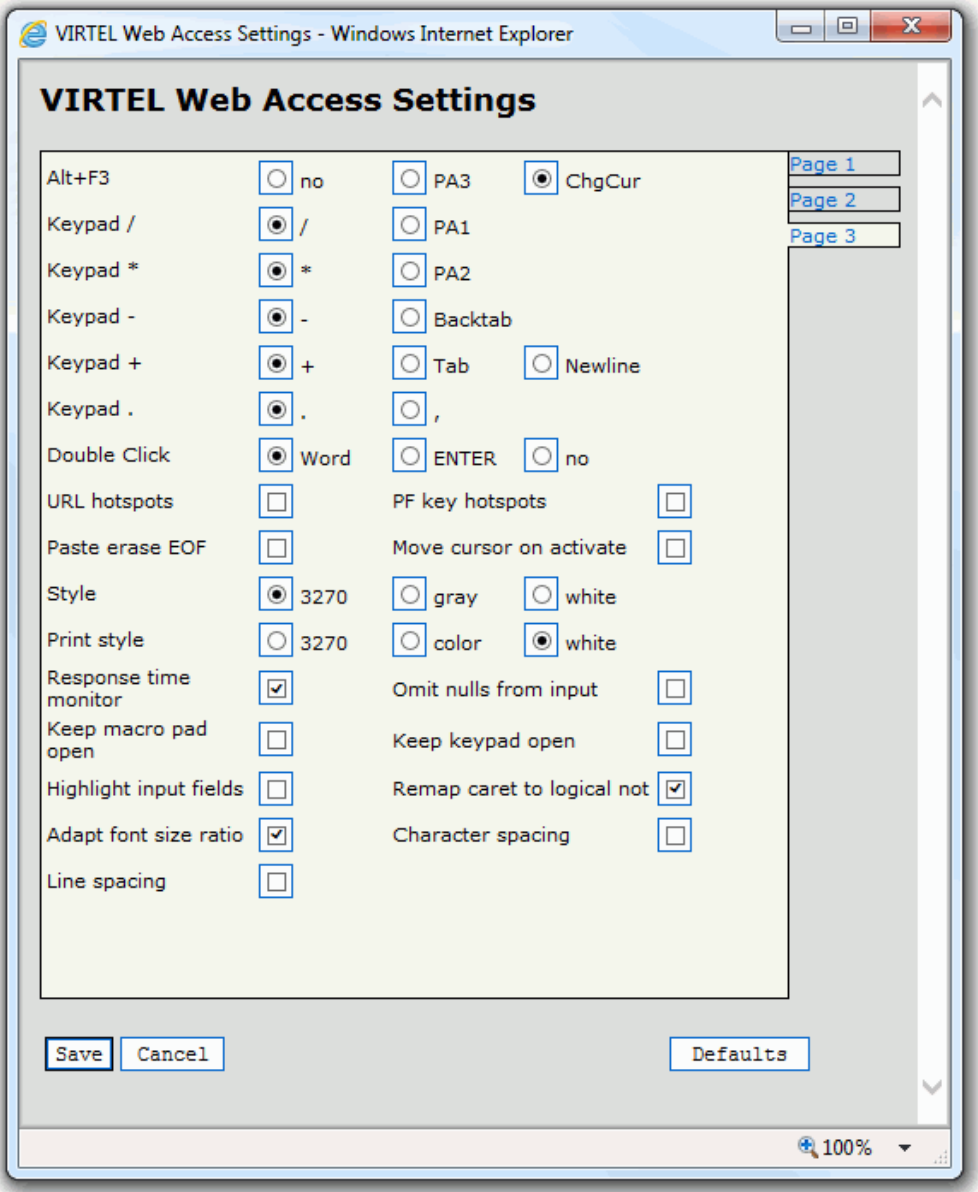 VIRTEL Web Access Settings - Windows Internet Explorer
VIRTEL Web Access Settings
Alt+F3 no PA3 ChgCur
Page 1
Page 2
Page 3
Keypad / / PA1
Keypad * * PA2
Keypad - - Backtab
Keypad + + Tab Newline
Keypad . . ,
Double Click Word ENTER no
URL hotspots PF key hotspots
Paste erase EOF Move cursor on activate
Style 3270 gray white
Print style 3270 color white
Response time
monitor
Omit nulls from input
Keep macro pad
open
Keep keypad open
Highlight input fields Remap caret to logical not
Adapt font size ratio Character spacing
Line spacing
Save Cancel Defaults
100%